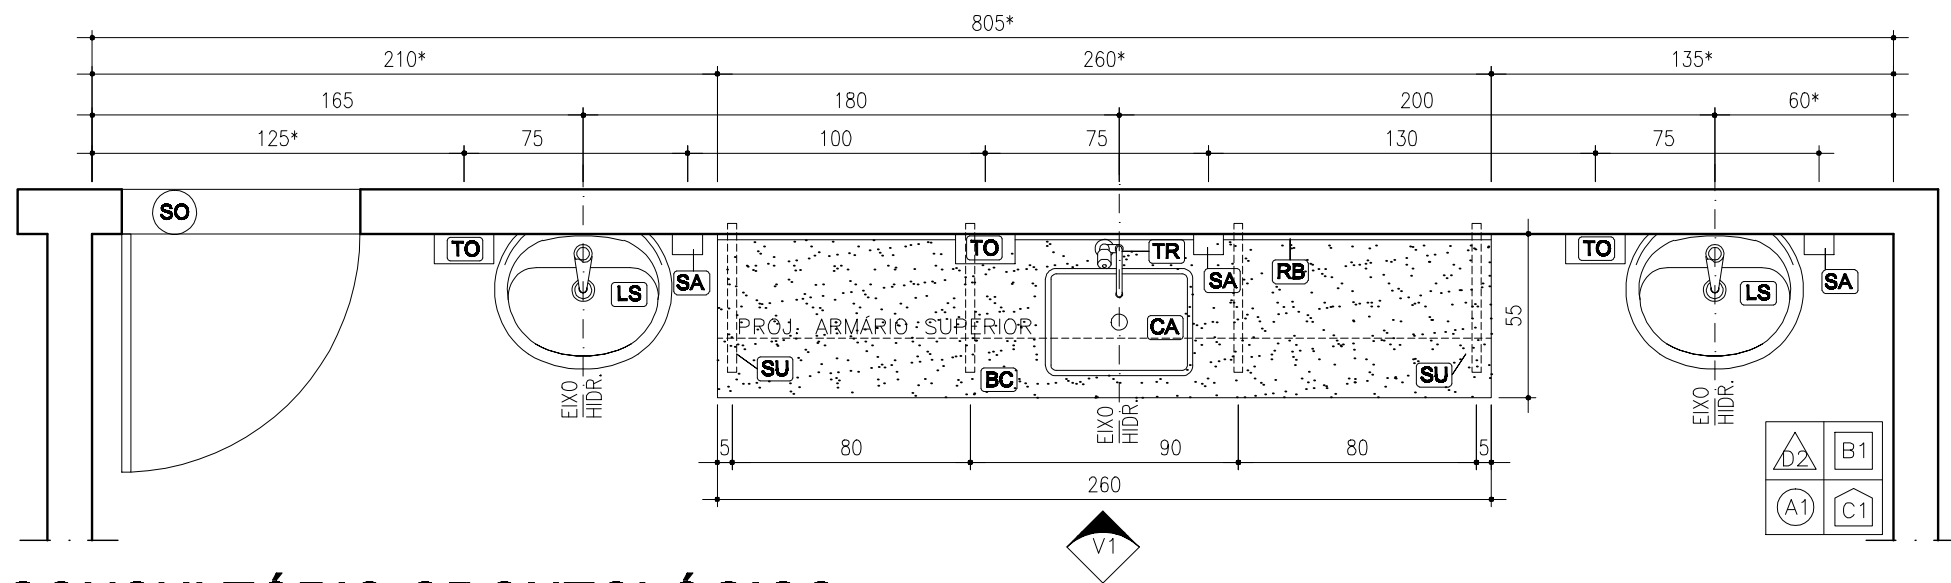 805*
210* 260* 135*
165 180 200 60*
125* 75 100 75 130 75
SO
TO TO TR TO
SA SA RB SA
LS LS
PROJ. ARMÁRIO SUPERIOR CA 55
SU BC SU
EIXO HIDR. EIXO HIDR. EIXO HIDR.
5 80 90 80 5
260
D2 B1
A1 C1
V1
CONSULTÓRIO ODONTOLÓGICO